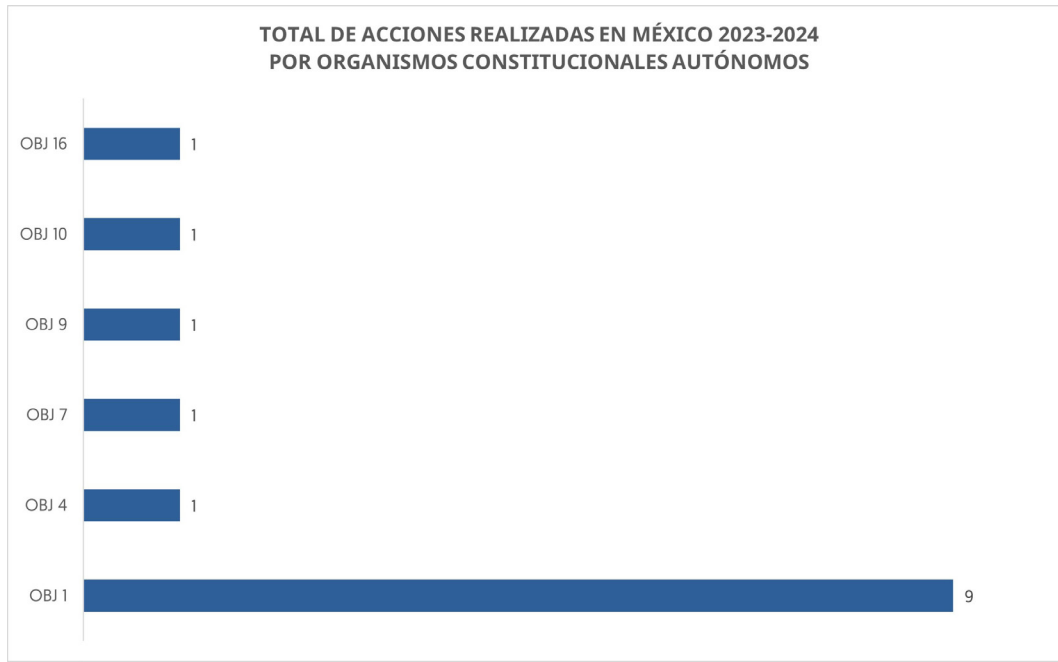 TOTAL DE ACCIONES REALIZADAS EN MÉXICO 2023-2024
POR ORGANISMOS CONSTITUCIONALES AUTÓNOMOS
OBJ 16 1
OBJ 10 1
OBJ 9 1
OBJ 7 1
OBJ 4 1
OBJ 1 9